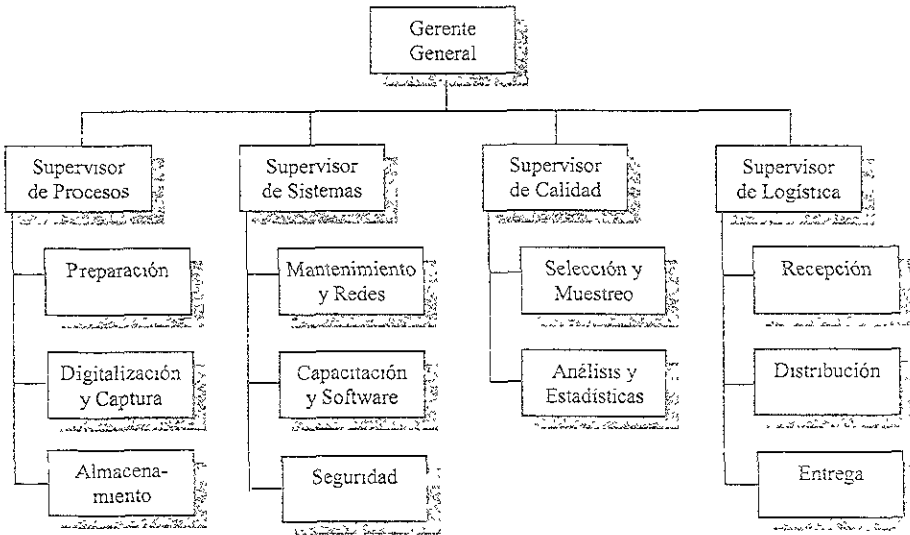 Gerente
General
Supervisor
de Procesos
Supervisor
de Sistemas
Supervisor
de Calidad
Supervisor
de Logística
Preparación
Mantenimiento
y Redes
Selección y
Muestreo
Recepción
Digitalización
y Captura
Capacitación
y Software
Análisis y
Estadísticas
Distribución
Almacena-
miento
Seguridad
Entrega